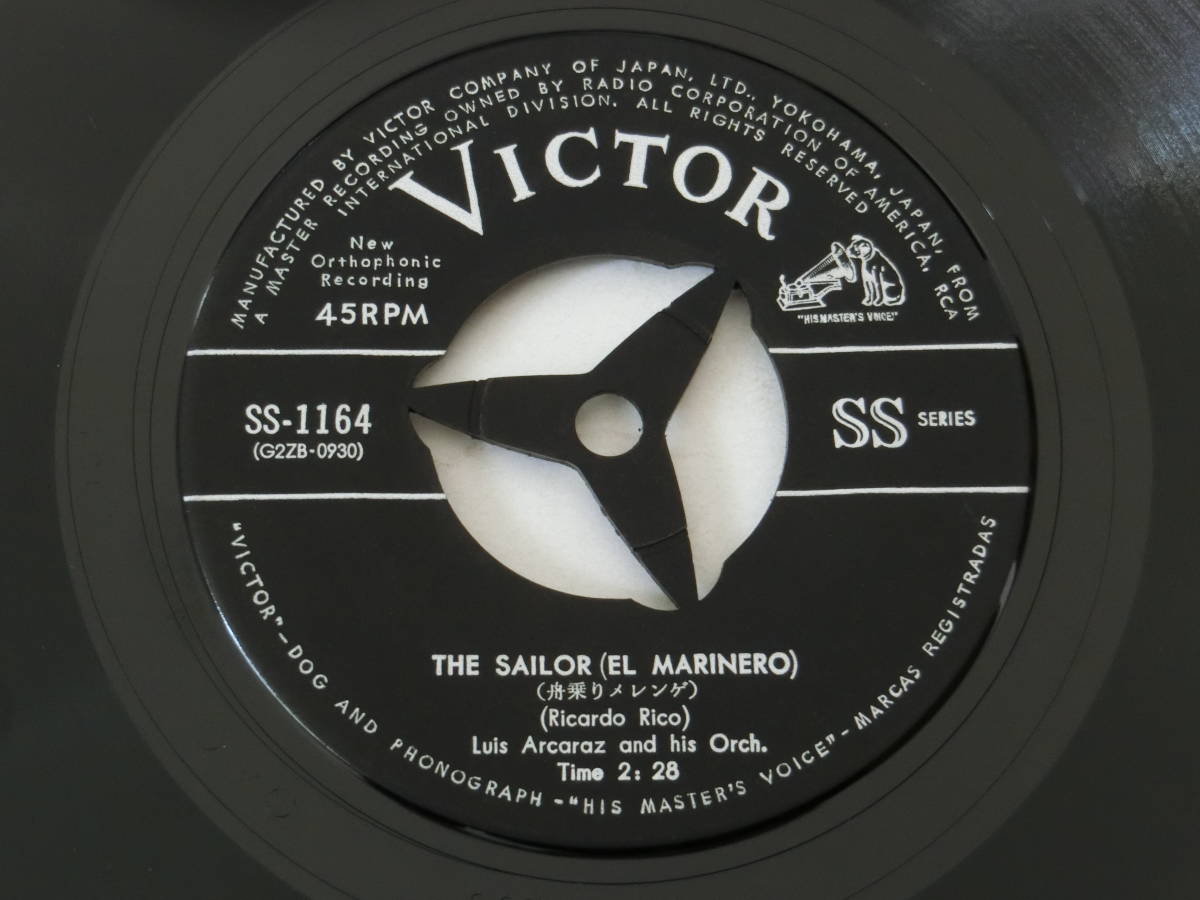 MANUFACTURED BY VICTOR COMPANY OF JAPAN, LTD., YOKOHAMA, JAPAN, FROM
A MASTER RECORDING OWNED BY RADIO CORPORATION OF AMERICA, RCA
INTERNATIONAL DIVISION. ALL RIGHTS RESERVED
VICTOR
New
Orthophonic
Recording
45RPM
"HIS MASTER'S VOICE"
SS-1164
(G2ZB-0930)
SS SERIES
THE SAILOR (EL MARINERO)
(舟乗りメレンゲ)
(Ricardo Rico)
Luis Arcaraz and his Orch.
Time 2: 28
"VICTOR"-DOG AND PHONOGRAPH-"HIS MASTER'S VOICE"-MARCAS REGISTRADAS